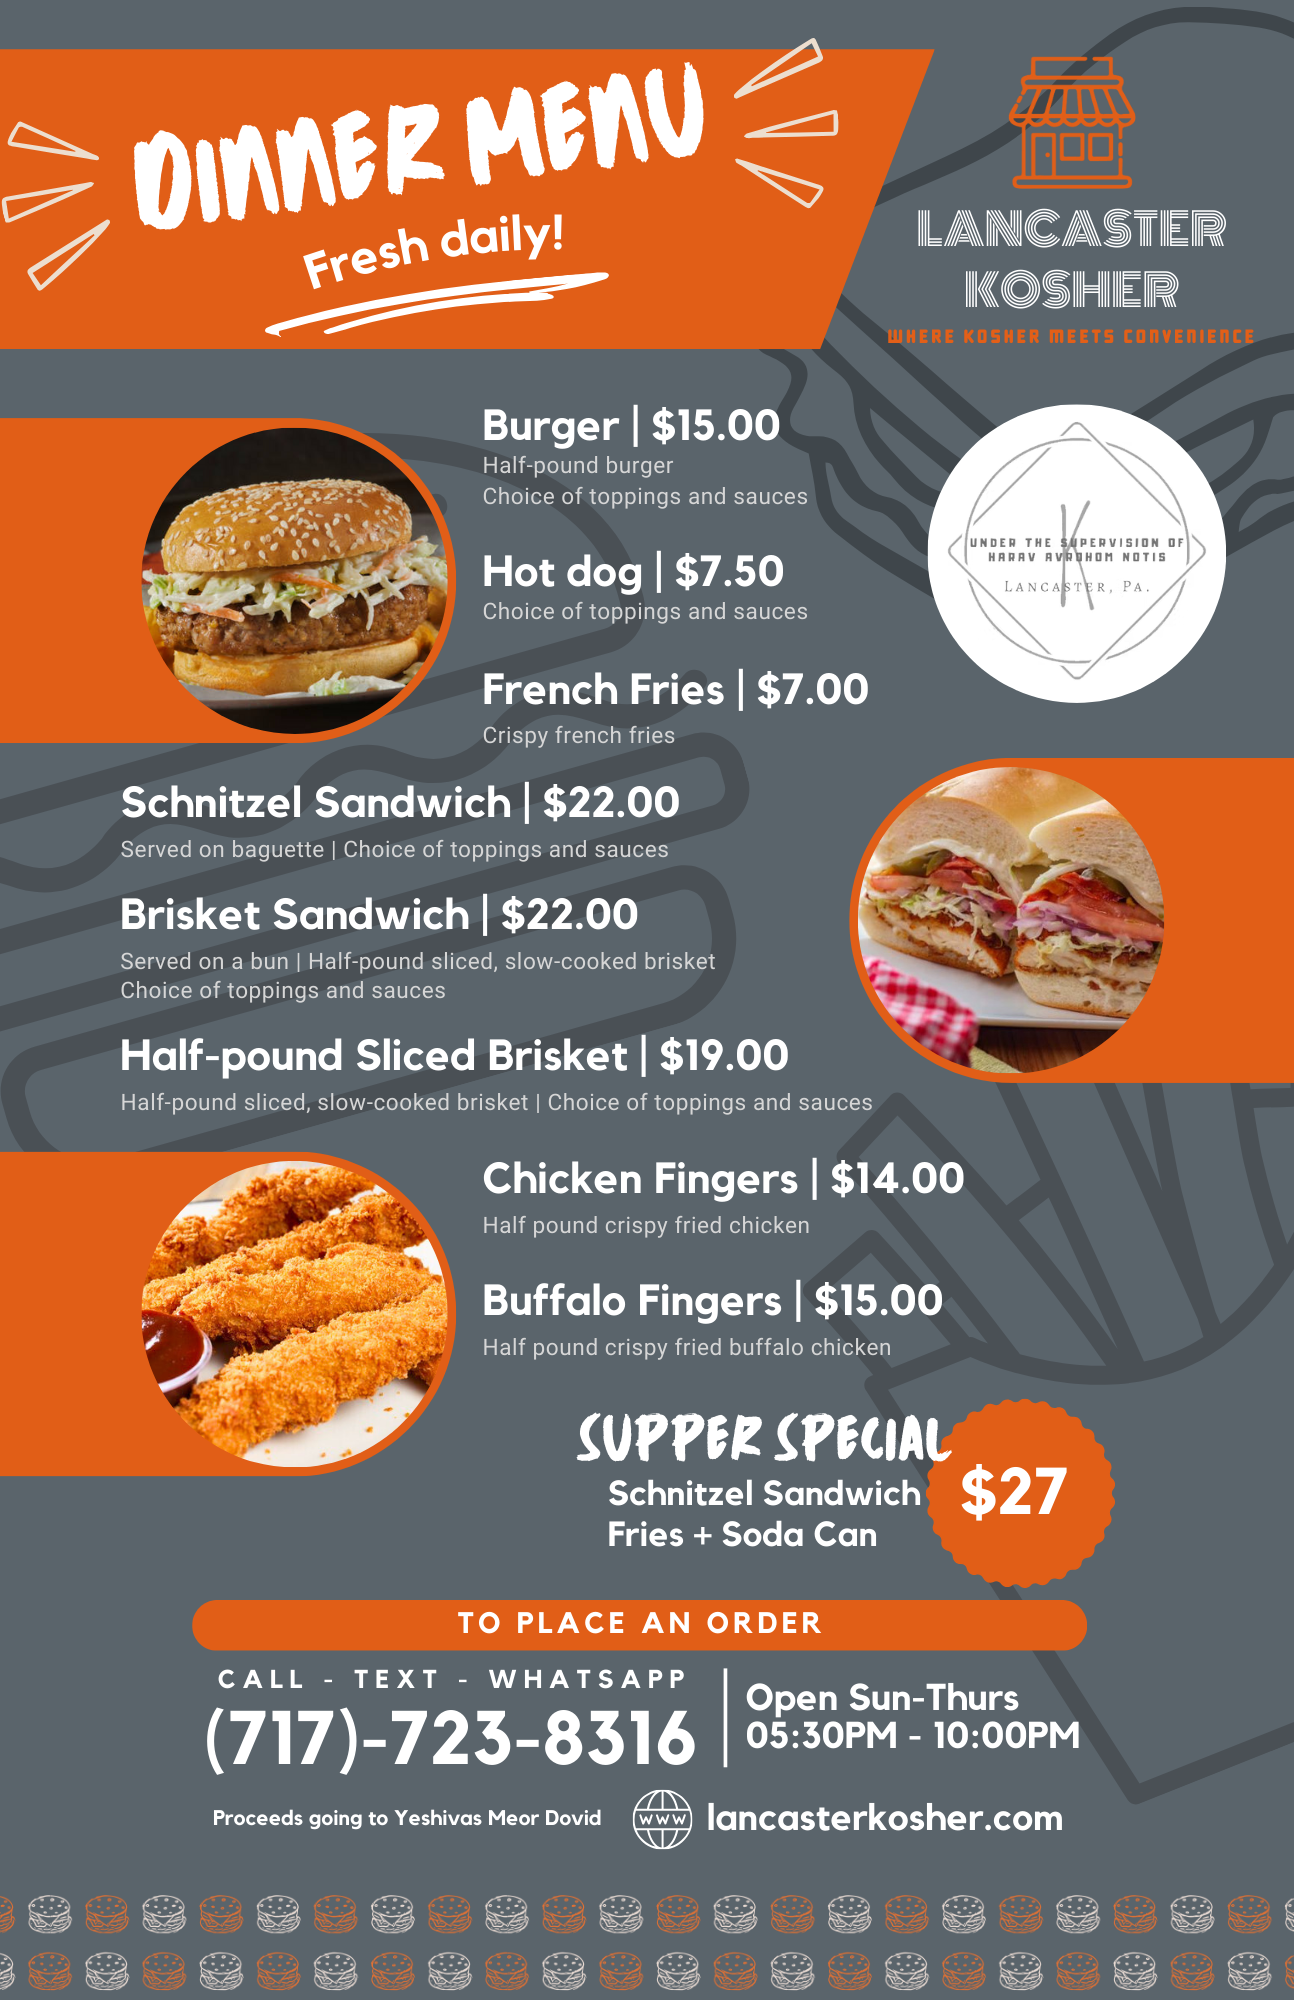 DINNER MENU
Fresh daily!
LANCASTER
KOSHER
WHERE KOSHER MEETS CONVENIENCE
Burger | $15.00
Half-pound burger
Choice of toppings and sauces
Hot dog | $7.50
Choice of toppings and sauces
French Fries | $7.00
Crispy french fries
K
UNDER THE SUPERVISION OF
HARAV AVROHOM NOTIS
LANCASTER, PA.
Schnitzel Sandwich | $22.00
Served on baguette | Choice of toppings and sauces
Brisket Sandwich | $22.00
Served on a bun | Half-pound sliced, slow-cooked brisket
Choice of toppings and sauces
Half-pound Sliced Brisket | $19.00
Half-pound sliced, slow-cooked brisket | Choice of toppings and sauces
Chicken Fingers | $14.00
Half pound crispy fried chicken
Buffalo Fingers | $15.00
Half pound crispy fried buffalo chicken
SUPPER SPECIAL
Schnitzel Sandwich
Fries + Soda Can
$27
TO PLACE AN ORDER
CALL - TEXT - WHATSAPP
(717)-723-8316
Open Sun-Thurs
05:30PM - 10:00PM
Proceeds going to Yeshivas Meor Dovid
WWW
lancasterkosher.com